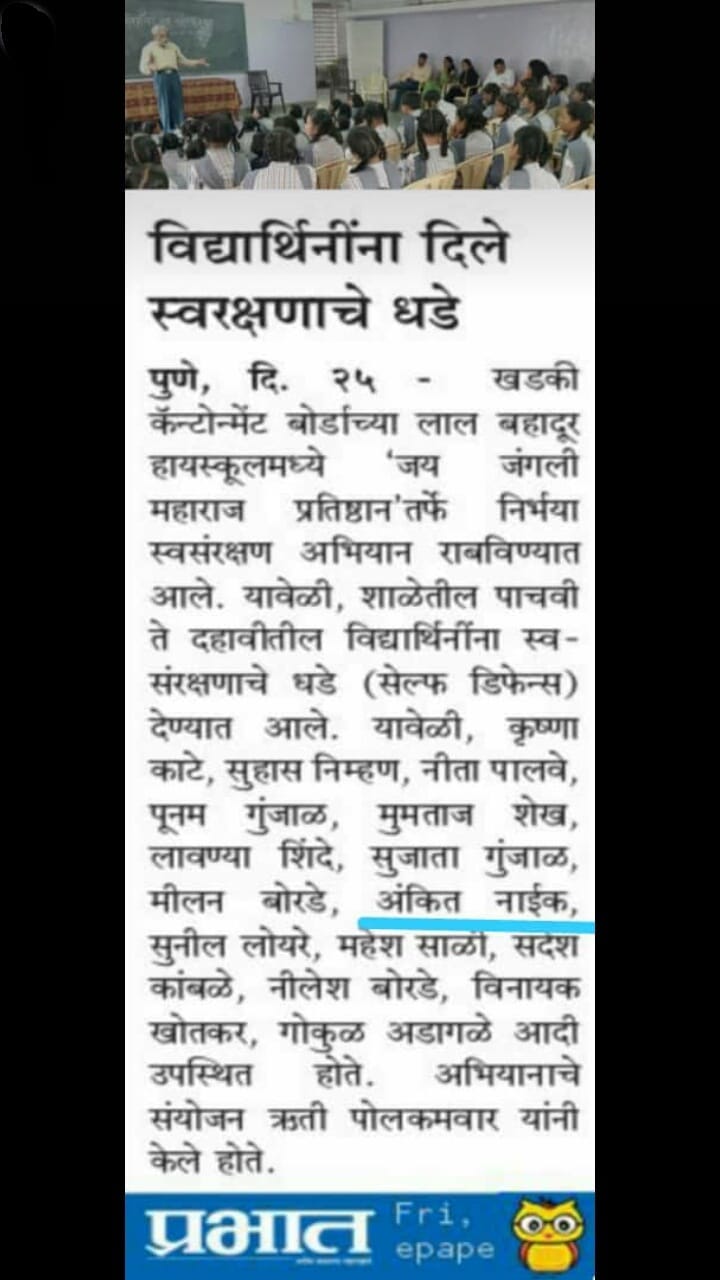 विद्यार्थिनींना दिले
स्वरक्षणाचे धडे
पुणे, दि. २५ - खडकी
कॅन्टोन्मेंट बोर्डाच्या लाल बहादूर
हायस्कूलमध्ये 'जय जंगली
महाराज प्रतिष्ठान'तर्फे निर्भया
स्वसंरक्षण अभियान राबविण्यात
आले. यावेळी, शाळेतील पाचवी
ते दहावीतील विद्यार्थिनींना स्व-
संरक्षणाचे धडे (सेल्फ डिफेन्स)
देण्यात आले. यावेळी, कृष्णा
काटे, सुहास निम्हण, नीता पालवे,
पूनम गुंजाळ, मुमताज शेख,
लावण्या शिंदे, सुजाता गुंजाळ,
मीलन बोरडे, अंकित नाईक,
सुनील लोयरे, महेश साळी, सदेश
कांबळे, नीलेश बोरडे, विनायक
खोतकर, गोकुळ अडागळे आदी
उपस्थित होते. अभियानाचे
संयोजन ऋती पोलकमवार यांनी
केले होते.
प्रभात
Fri,
epape